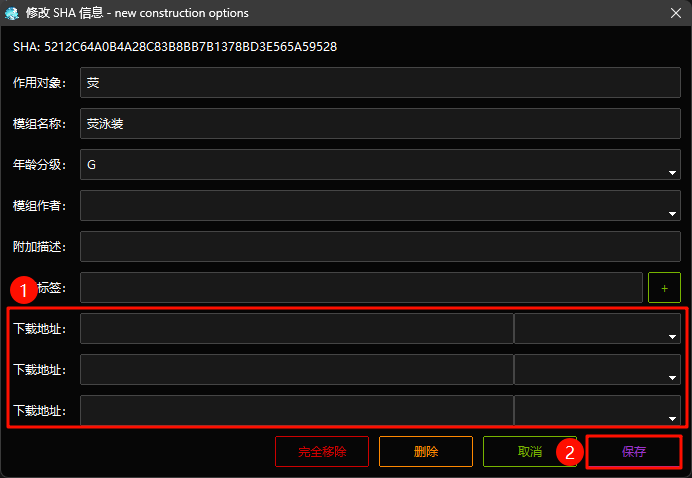 修改 SHA 信息 - new construction options
SHA: 5212C64A0B4A28C83B8BB7B1378BD3E565A59528
作用对象： 荧
模组名称： 荧泳装
年龄分级： G
模组作者：
附加描述：
1 标签： +
下载地址：
下载地址：
下载地址：
完全移除 删除 取消 2 保存